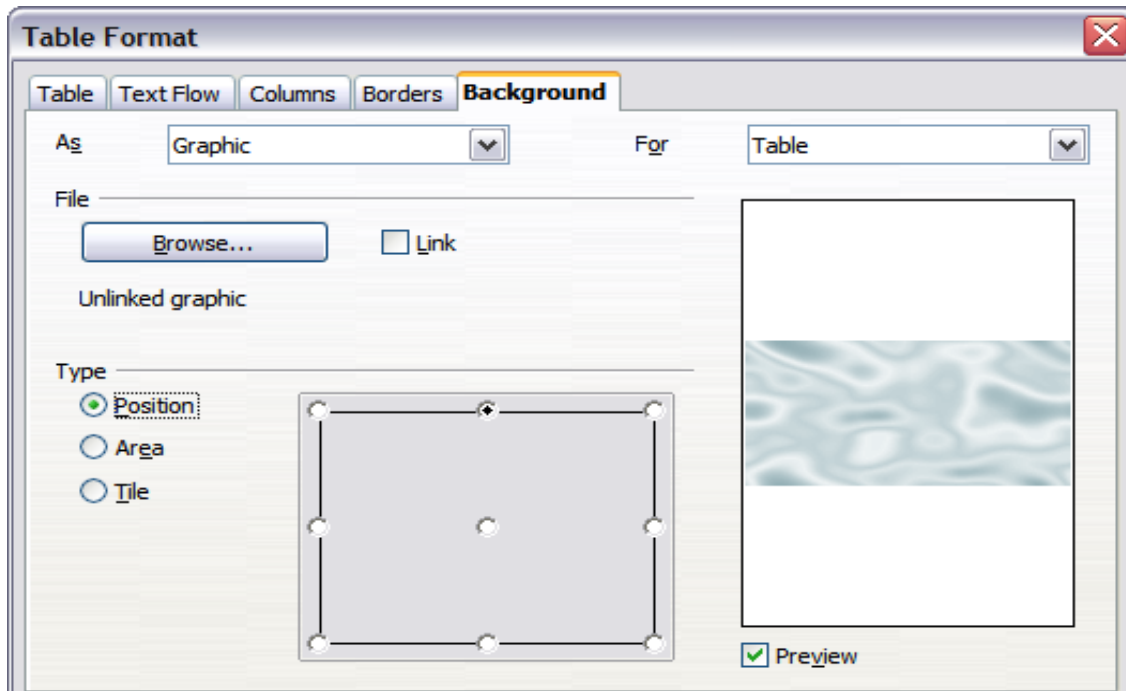 Table Format
Table Text Flow Columns Borders Background
As Graphic For Table
File
Browse... Link
Unlinked graphic
Type
Position
Area
Tile
Preview